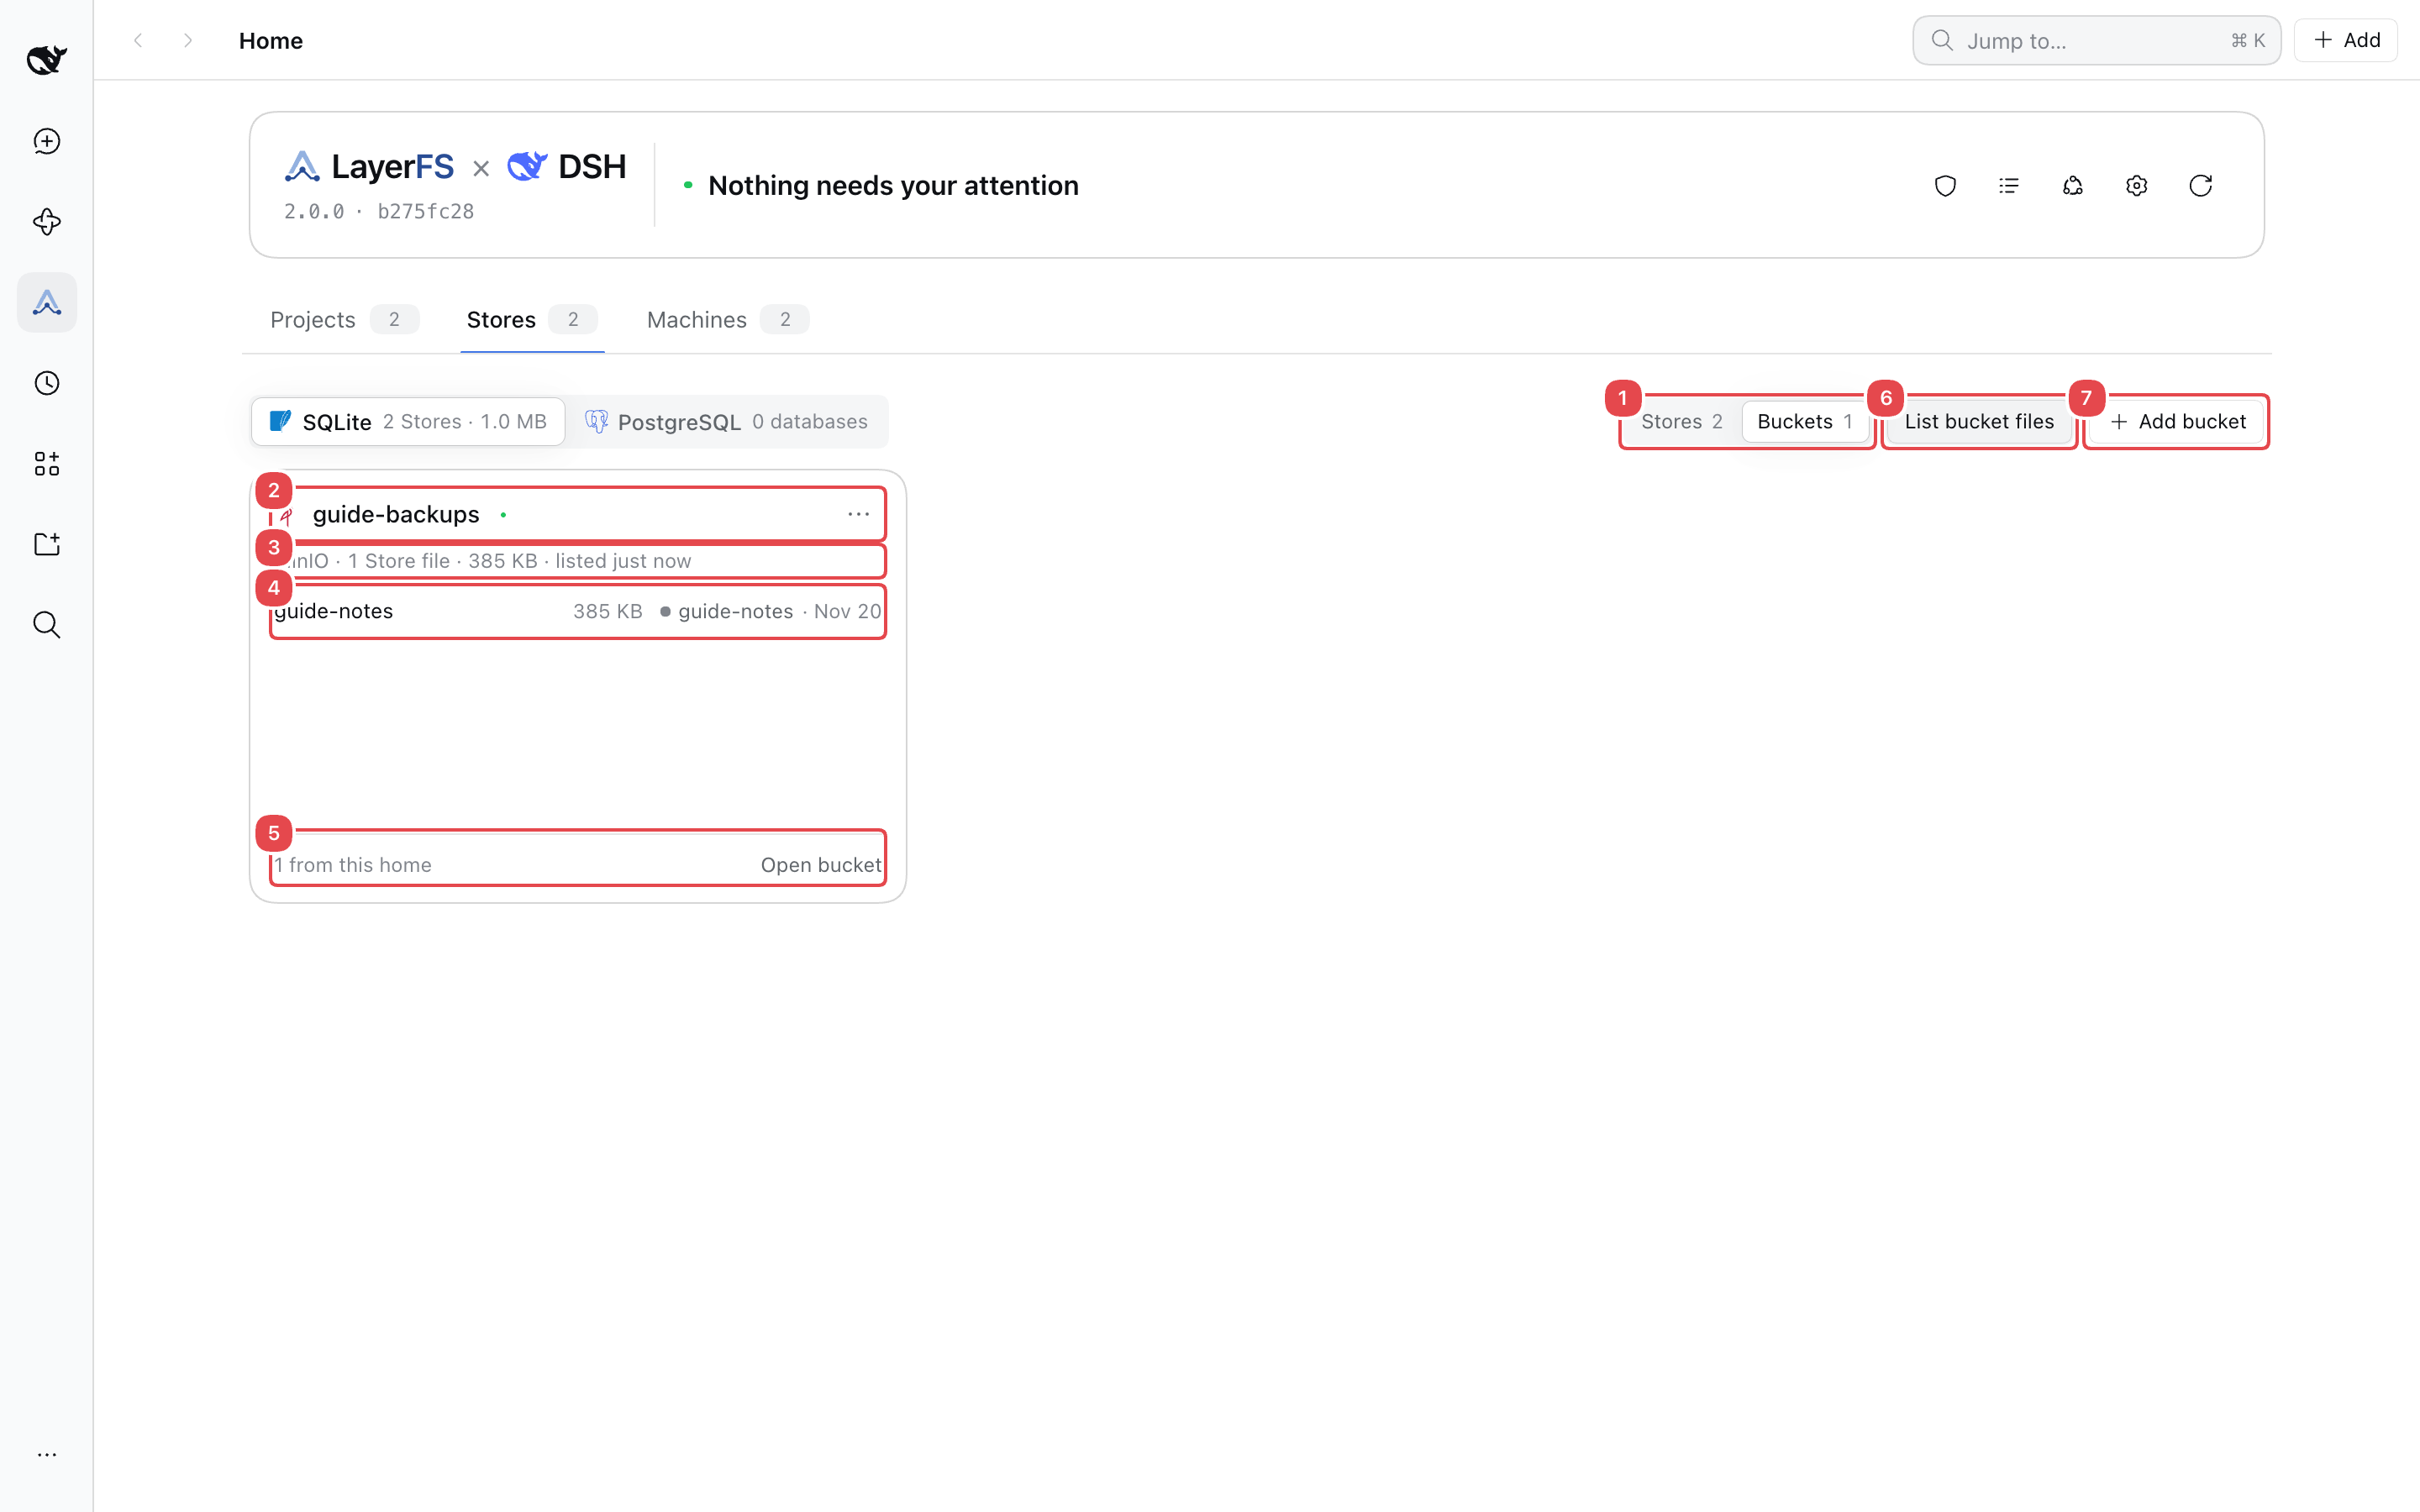 Home
Jump to...
⌘ K
+ Add
LayerFS × DSH
2.0.0 · b275fc28
Nothing needs your attention
Projects 2
Stores 2
Machines 2
SQLite 2 Stores · 1.0 MB
PostgreSQL 0 databases
1
Stores 2
Buckets 1
6
List bucket files
7
+ Add bucket
2
guide-backups
...
3
1 Store file · 385 KB · listed just now
4
guide-notes
385 KB
guide-notes · Nov 20
5
1 from this home
Open bucket
...